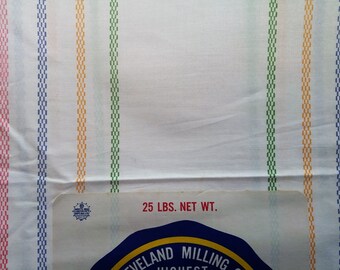 25 LBS. NET WT.
EVELAND MILLING
HIGHEST